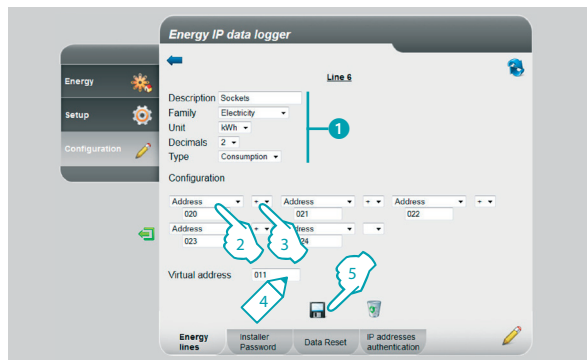 Energy IP data logger
Line 6
Energy
Setup
Configuration
Description Sockets
Family Electricity
Unit kWh
Decimals 2
Type Consumption
1
Configuration
Address + Address + Address +
020 021 022
Address + Address
023 24
2
3
Virtual address 011
4
5
Energy lines
Installer Password
Data Reset
IP addresses authentication